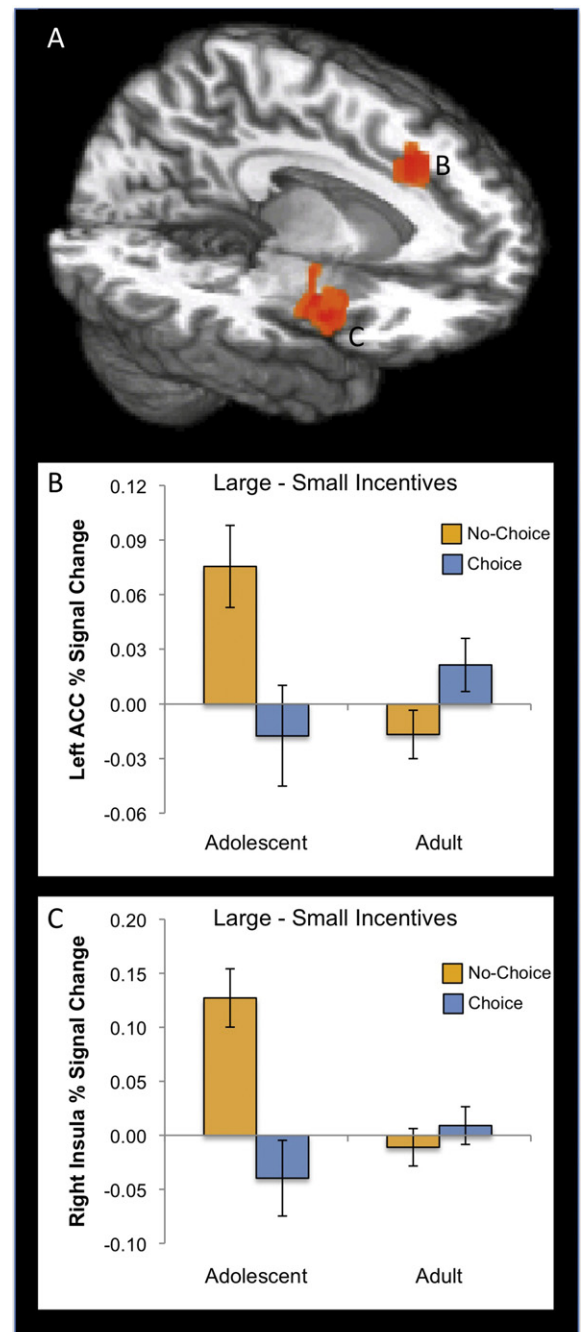 A
B
C
B
Large - Small Incentives
0.12
0.09
0.06
0.03
0.00
-0.03
-0.06
Left ACC % Signal Change
No-Choice
Choice
Adolescent
Adult
C
Large - Small Incentives
0.20
0.15
0.10
0.05
0.00
-0.05
-0.10
Right Insula % Signal Change
No-Choice
Choice
Adolescent
Adult